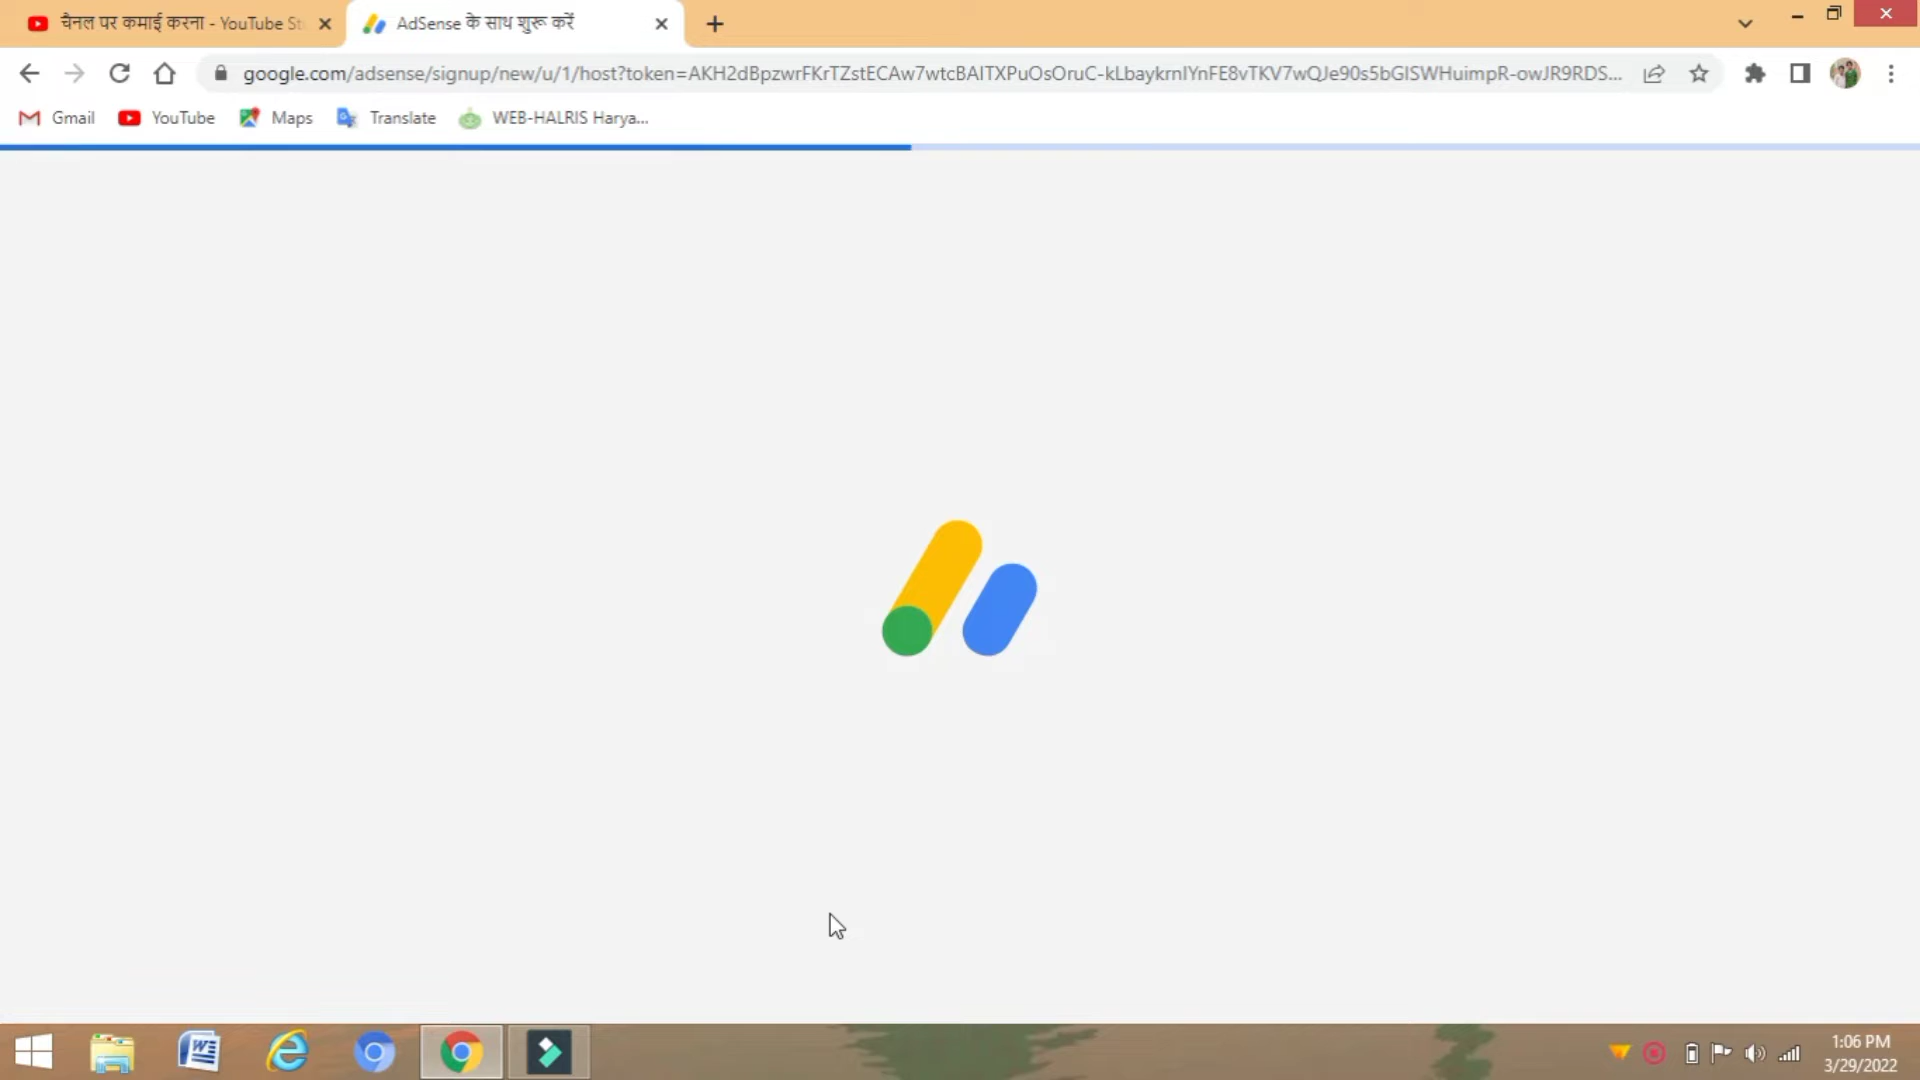 चैनल पर कमाई करना - YouTube St
AdSense के साथ शुरू करें
google.com/adsense/signup/new/u/1/host?token=AKH2dBpzwrFKrTZstECAw7wtcBAITXPuOsOruC-kLbaykrnIYnFE8vTKV7wQJe90s5bGlSWHuimpR-owJR9RDS...
Gmail
YouTube
Maps
Translate
WEB-HALRIS Harya...
1:06 PM
3/29/2022